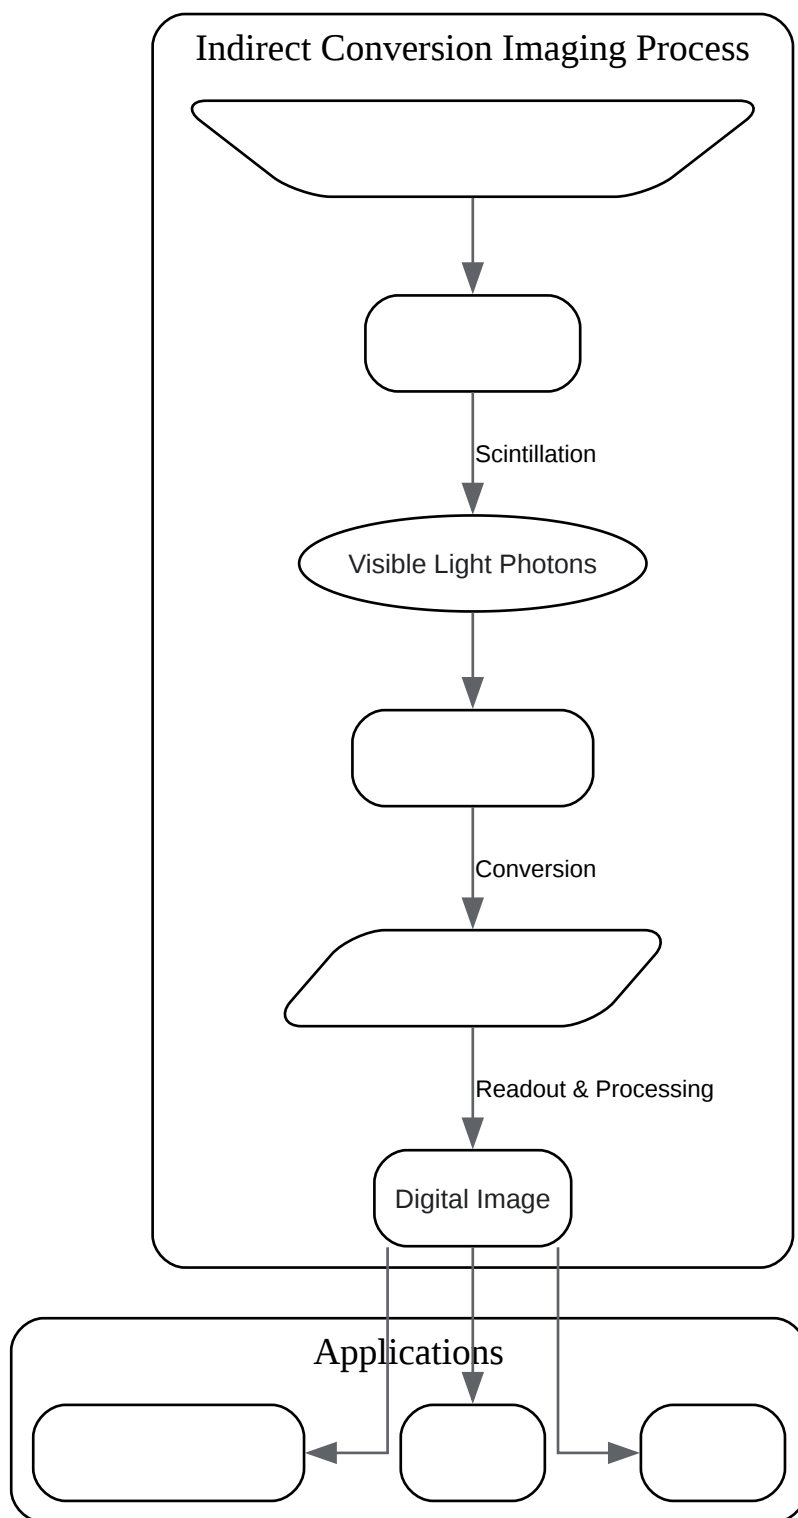 Indirect Conversion Imaging Process
Scintillation
Visible Light Photons
Conversion
Readout & Processing
Digital Image
Applications